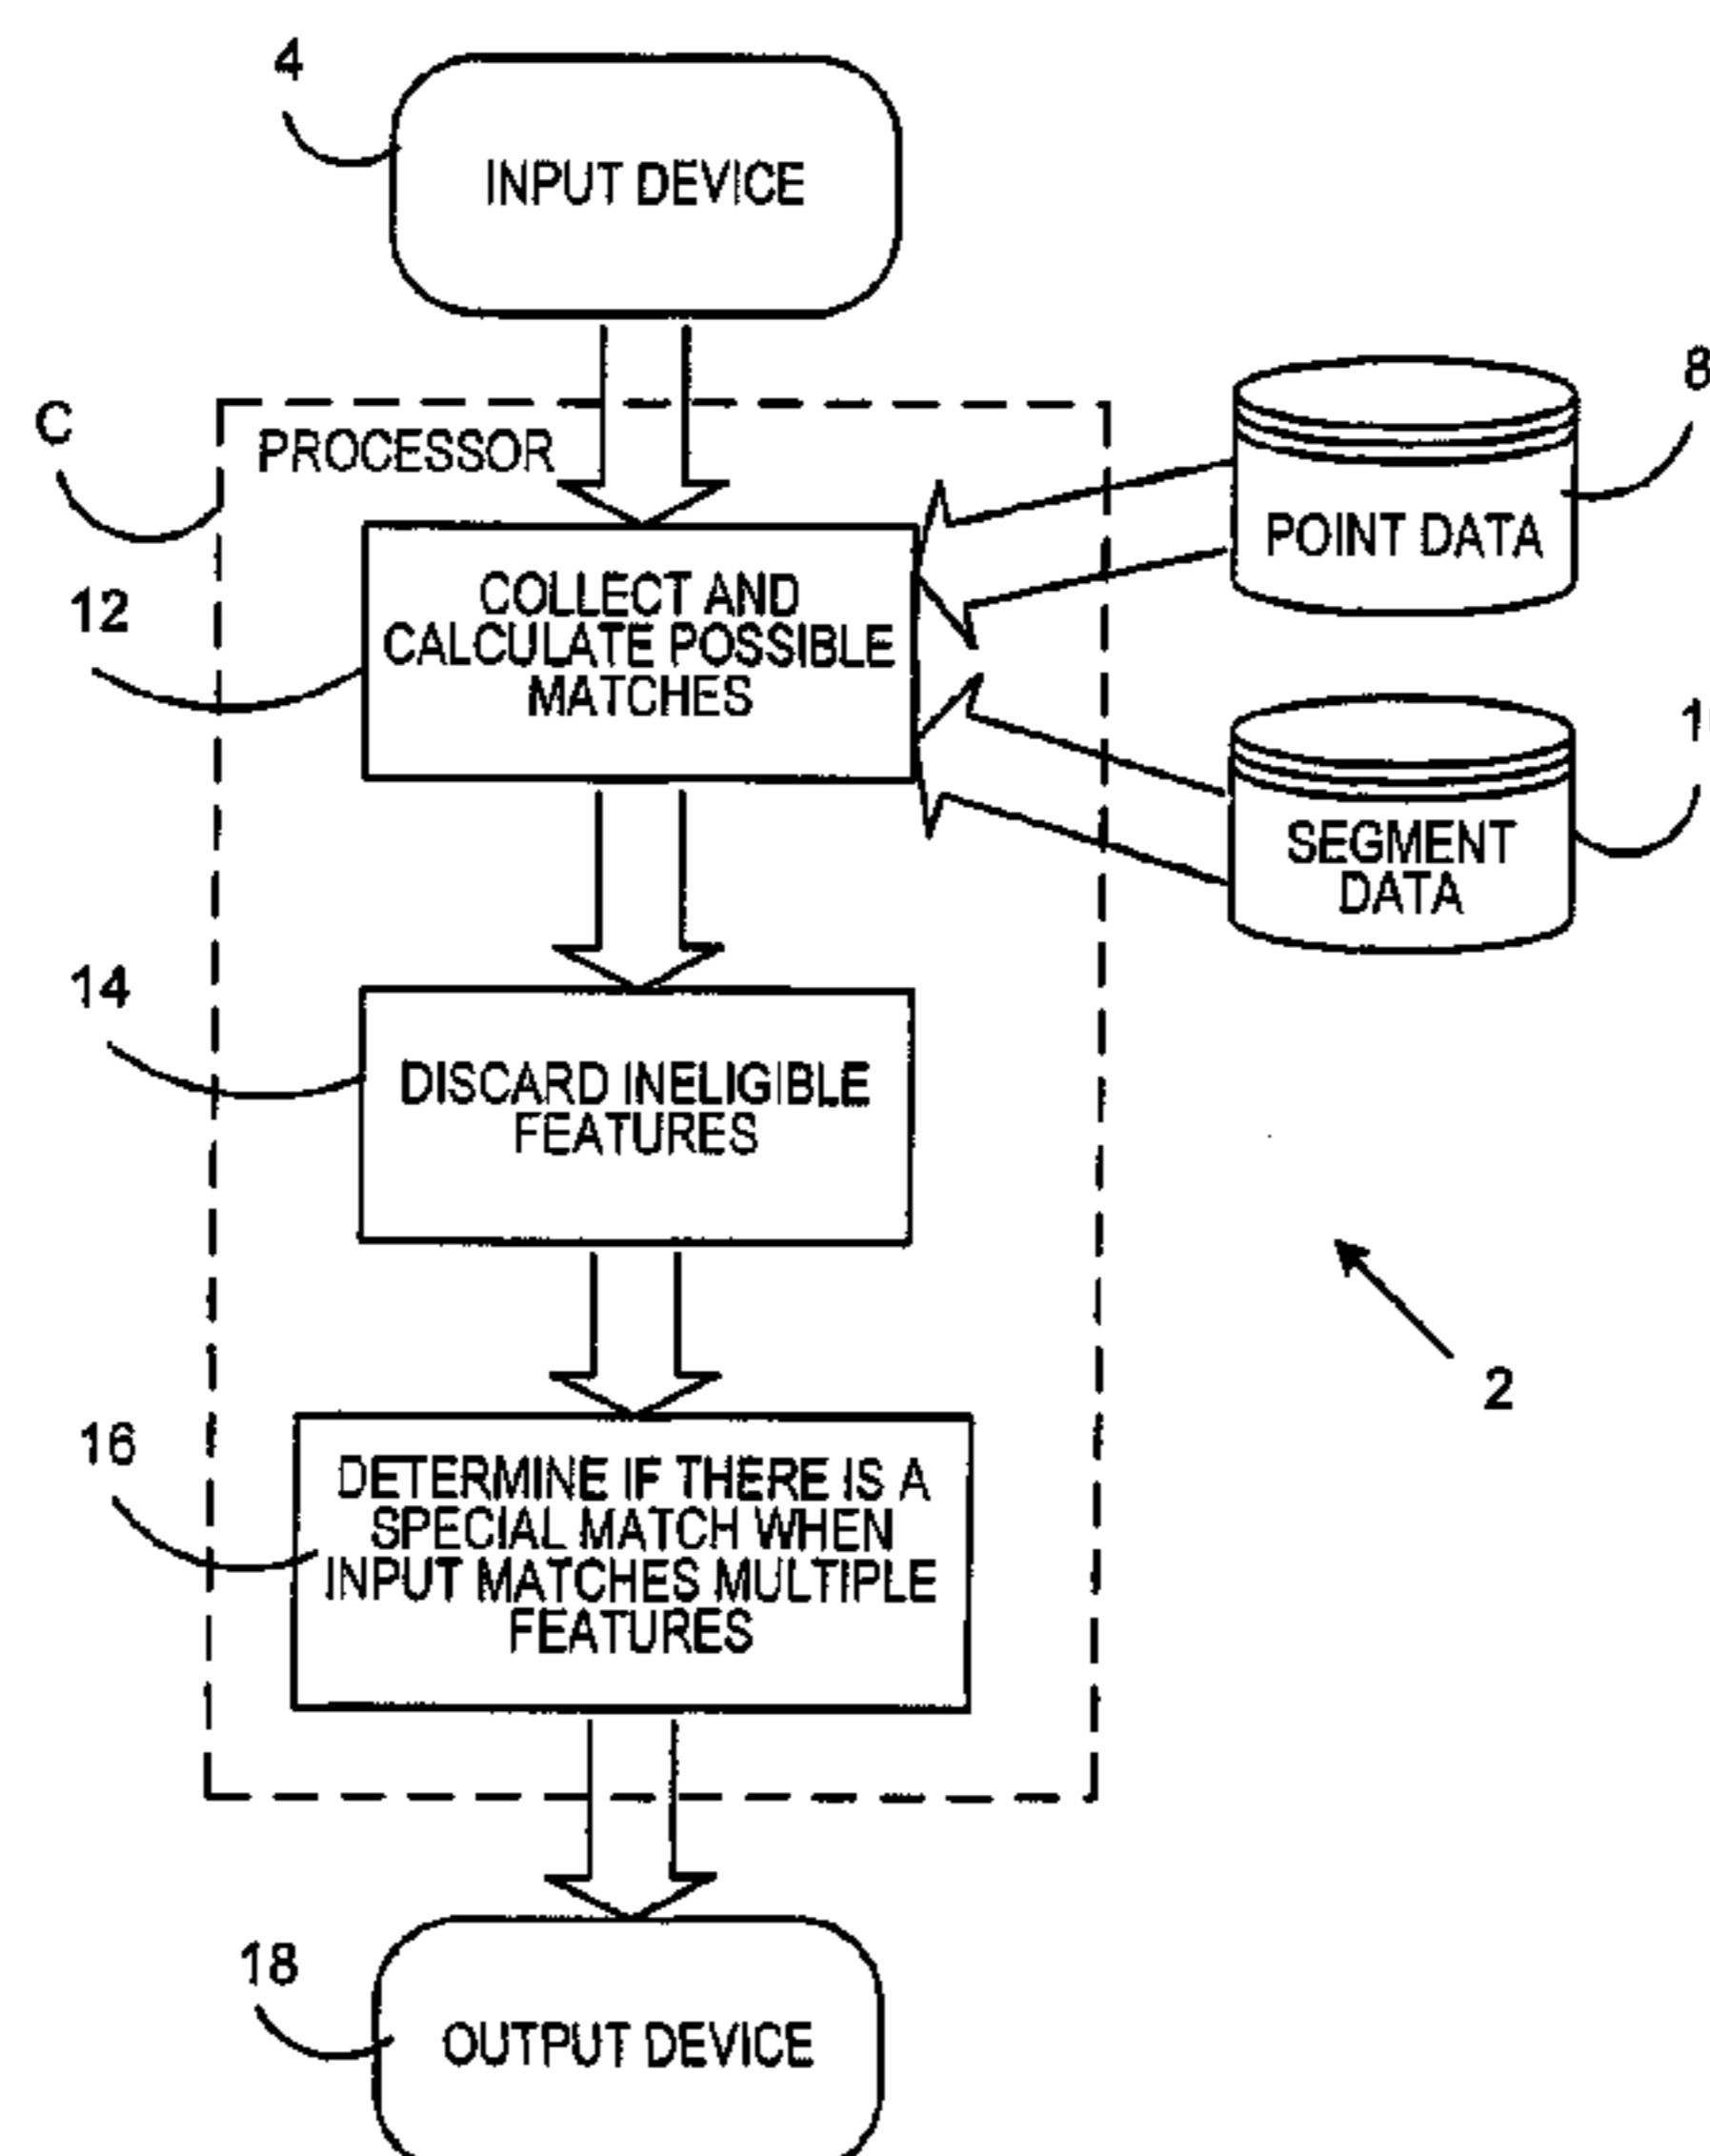 4
INPUT DEVICE
8
C
PROCESSOR
POINT DATA
12
COLLECT AND
CALCULATE POSSIBLE
MATCHES
SEGMENT
DATA
14
DISCARD INELIGIBLE
FEATURES
2
16
DETERMINE IF THERE IS A
SPECIAL MATCH WHEN
INPUT MATCHES MULTIPLE
FEATURES
18
OUTPUT DEVICE